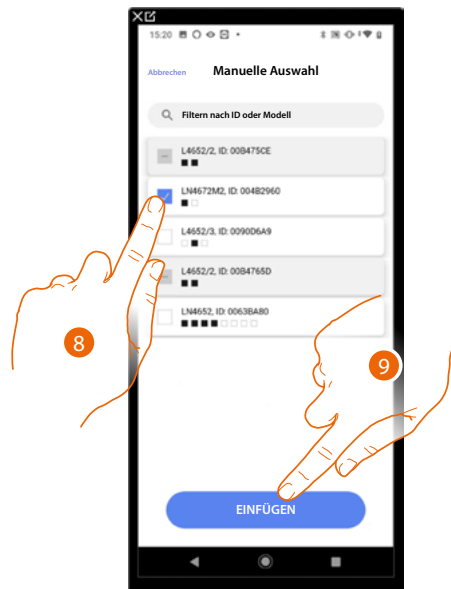 15:20
Abbrechen Manuelle Auswahl
Filtern nach ID oder Modell
L4652/2, ID: 00B475CE
LN4672M2, ID: 00482960
L4652/3, ID: 0090D6A9
L4652/2, ID: 00B4765D
LN4652, ID: 0063BA80
8
9
EINFÜGEN